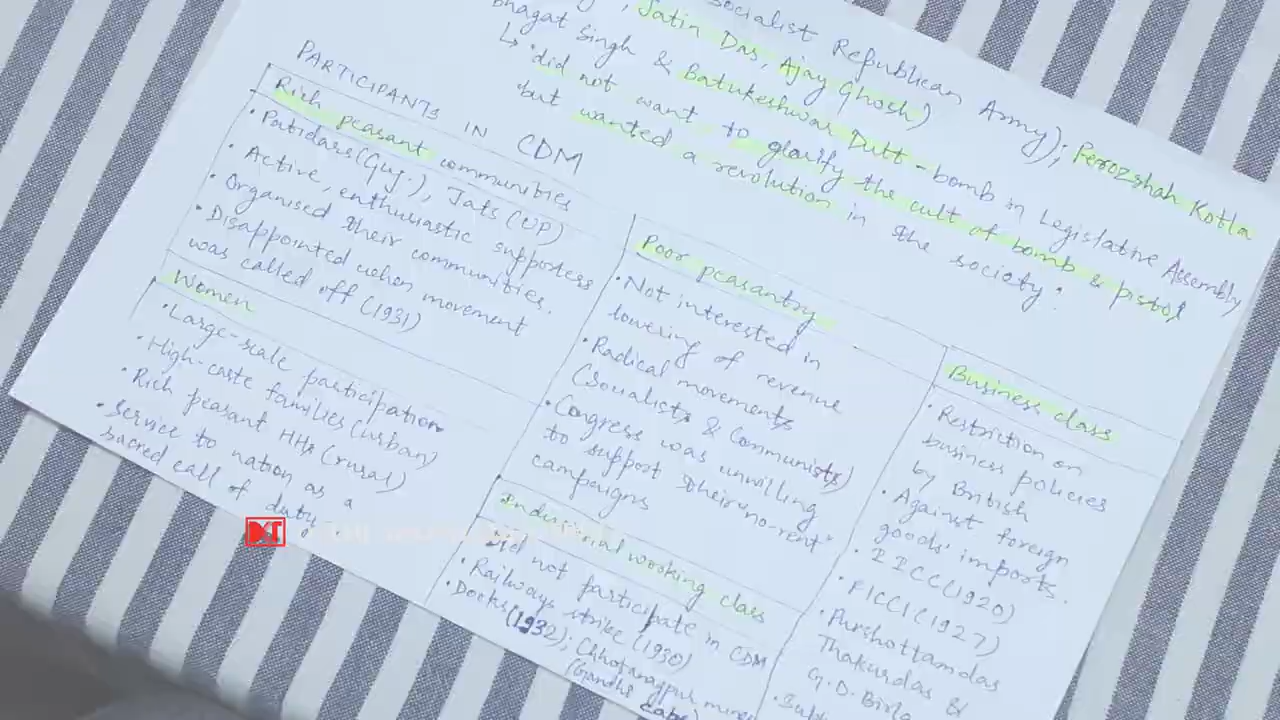 Socialist Republican Army); Ferozshah Kotla
Jatin Das, Ajay Ghosh)
Bhagat Singh & Batukeshwar Dutt - bomb in Legislative Assembly
↳ "did not want to glorify the cult of bomb & pistol
but wanted a revolution in the society".
PARTICIPANTS IN CDM
Rich peasant communities
• Patidars (Guj.), Jats (UP)
• Active, enthusiastic supporters
• Organised their communities.
• Disappointed when movement
was called off (1931)
Women
• Large-scale participation
• High-caste families (urban)
• Rich peasant HHs (rural)
• Service to nation as a
sacred call of duty
Poor peasantry
• Not interested in
lowering of revenue
• Radical movements
(Socialists & Communists)
• Congress was unwilling
to support their "no-rent"
campaigns
Industrial working class
• Did not participate in CDM
• Railways strike (1930)
• Docks (1932); Chhotanagpur
(Gandhi caps)
Business class
• Restriction on
business policies
by British
• Against foreign
goods' imports.
• IICC (1920)
• FICCI (1927)
• Purshottamdas
Thakurdas &
G.D. Birla